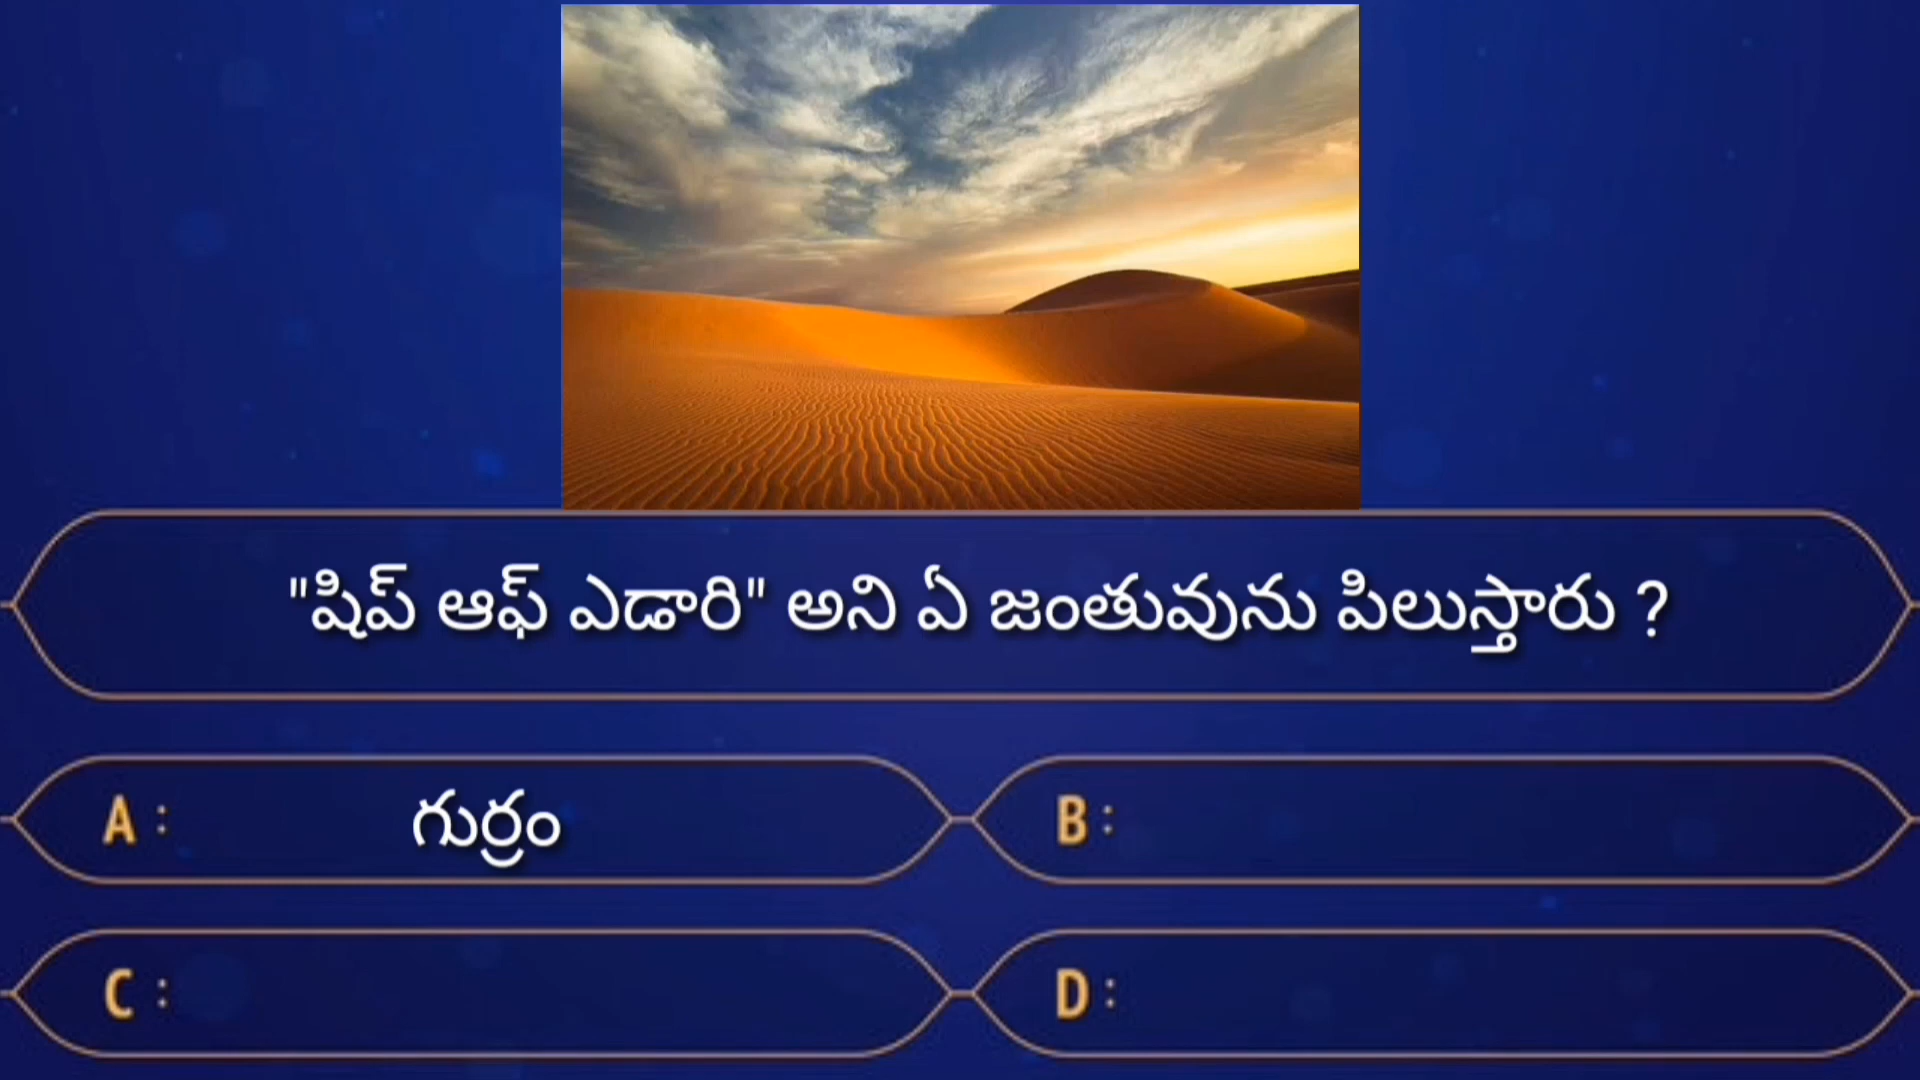 "షిప్ ఆఫ్ ఎడారి" అని ఏ జంతువును పిలుస్తారు ?
A : గుర్రం
B :
C :
D :